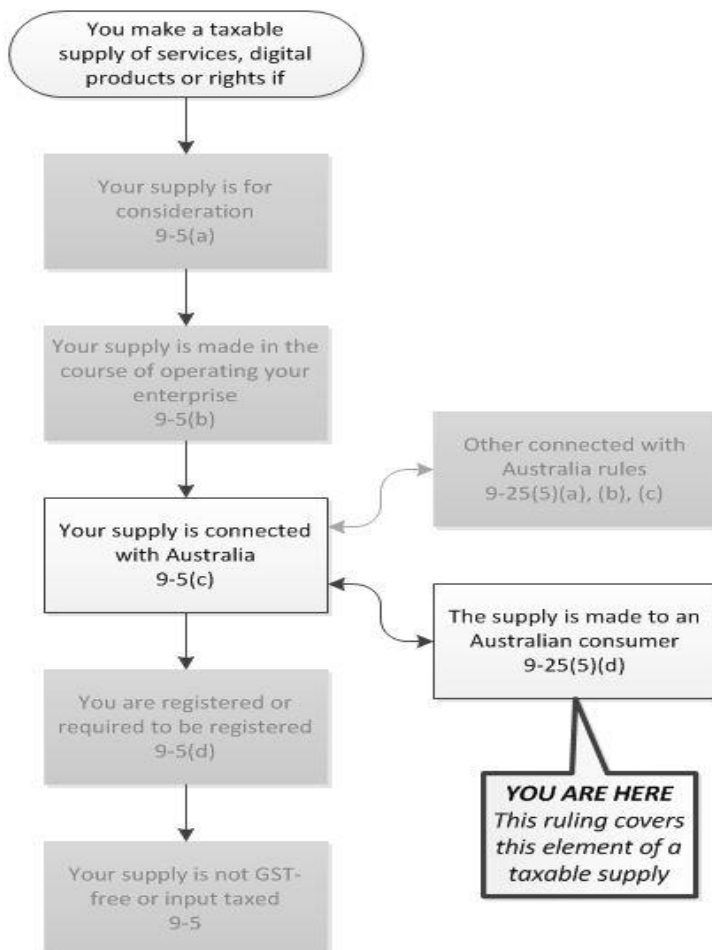 You make a taxable
supply of services, digital
products or rights if
Your supply is for
consideration
9-5(a)
Your supply is made in the
course of operating your
enterprise
9-5(b)
Other connected with
Australia rules
9-25(5)(a), (b), (c)
Your supply is connected
with Australia
9-5(c)
The supply is made to an
Australian consumer
9-25(5)(d)
You are registered or
required to be registered
9-5(d)
YOU ARE HERE
This ruling covers
this element of a
taxable supply
Your supply is not GST-
free or input taxed
9-5